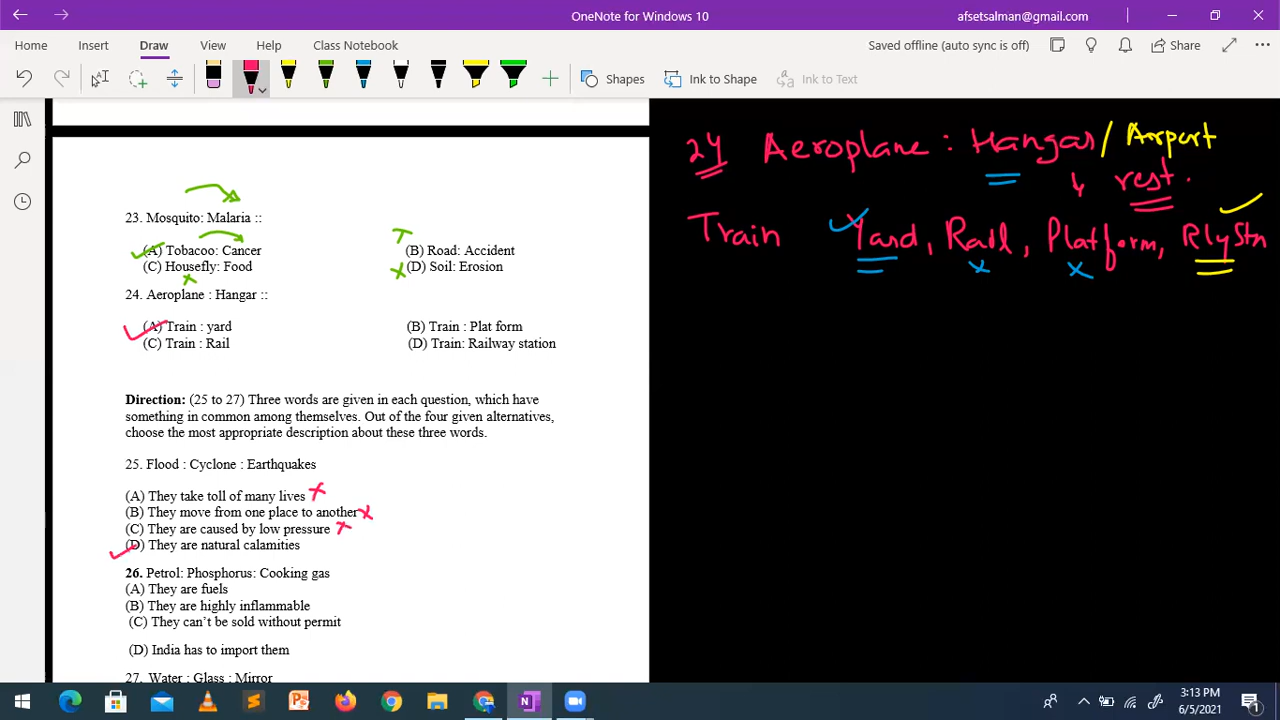 OneNote for Windows 10
afsetsalman@gmail.com
Home Insert Draw View Help Class Notebook
Saved offline (auto sync is off)
Share
Shapes
Ink to Shape
Ink to Text
23. Mosquito: Malaria ::
(A) Tobacoo: Cancer (B) Road: Accident
(C) Housefly: Food (D) Soil: Erosion
24. Aeroplane : Hangar ::
(A) Train : yard (B) Train : Plat form
(C) Train : Rail (D) Train: Railway station
Direction: (25 to 27) Three words are given in each question, which have
something in common among themselves. Out of the four given alternatives,
choose the most appropriate description about these three words.
25. Flood : Cyclone : Earthquakes
(A) They take toll of many lives
(B) They move from one place to another
(C) They are caused by low pressure
(D) They are natural calamities
26. Petrol: Phosphorus: Cooking gas
(A) They are fuels
(B) They are highly inflammable
(C) They can't be sold without permit
(D) India has to import them
27. Water : Glass : Mirror
24 Aeroplane : Hangar / Airport
rest.
Train Yard, Rail, Platform, Rly Stn
3:13 PM
6/5/2021